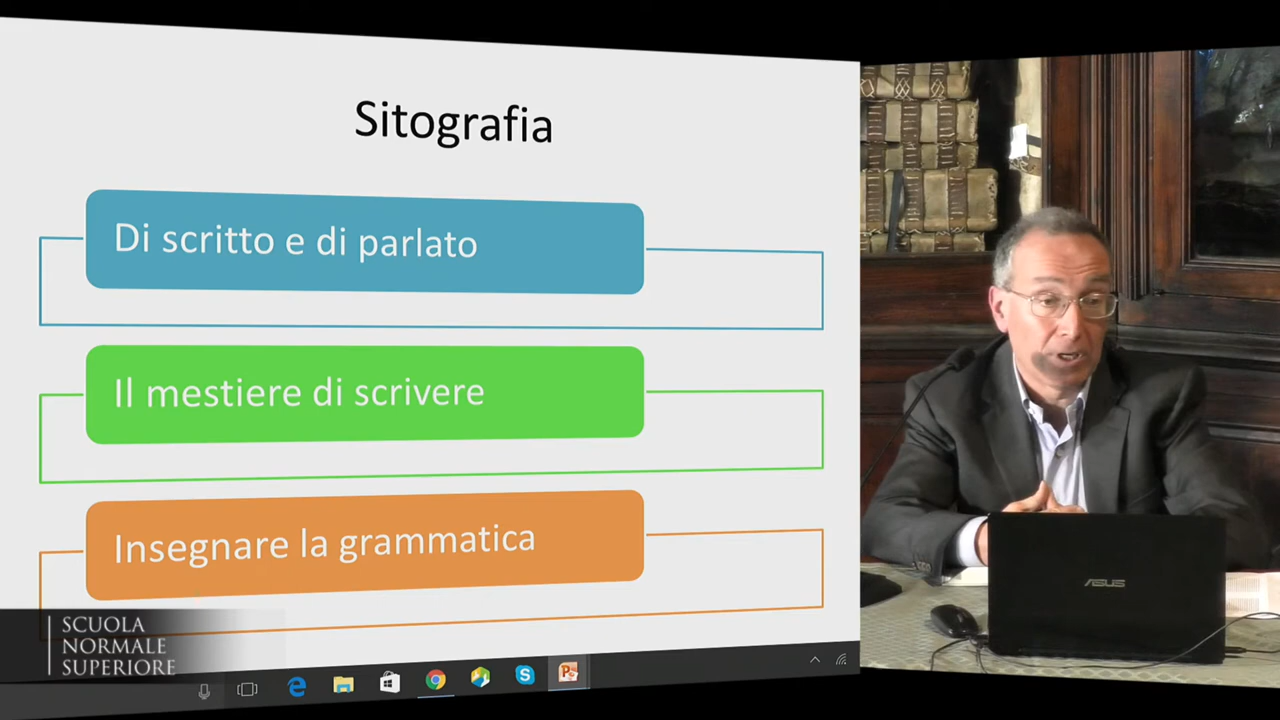 Sitografia
Di scritto e di parlato
Il mestiere di scrivere
Insegnare la grammatica
SCUOLA
NORMALE
SUPERIORE
ASUS